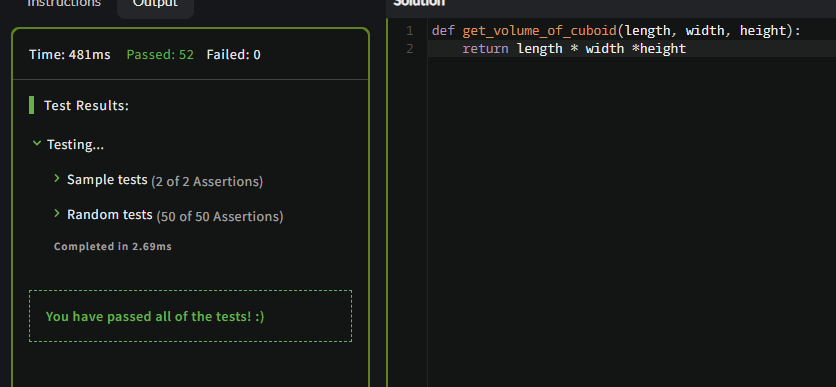 Instructions Output
Time: 481ms Passed: 52 Failed: 0
Test Results:
Testing...
Sample tests (2 of 2 Assertions)
Random tests (50 of 50 Assertions)
Completed in 2.69ms
You have passed all of the tests! :)
Solution
1 def get_volume_of_cuboid(length, width, height):
2     return length * width *height